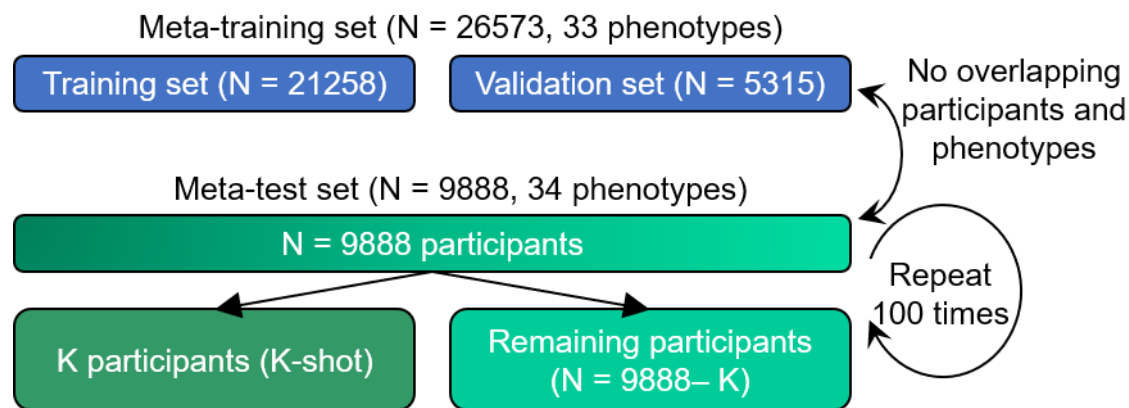 Meta-training set (N = 26573, 33 phenotypes)
Training set (N = 21258)
Validation set (N = 5315)
No overlapping
participants and
phenotypes
Meta-test set (N = 9888, 34 phenotypes)
N = 9888 participants
Repeat
100 times
K participants (K-shot)
Remaining participants
(N = 9888– K)